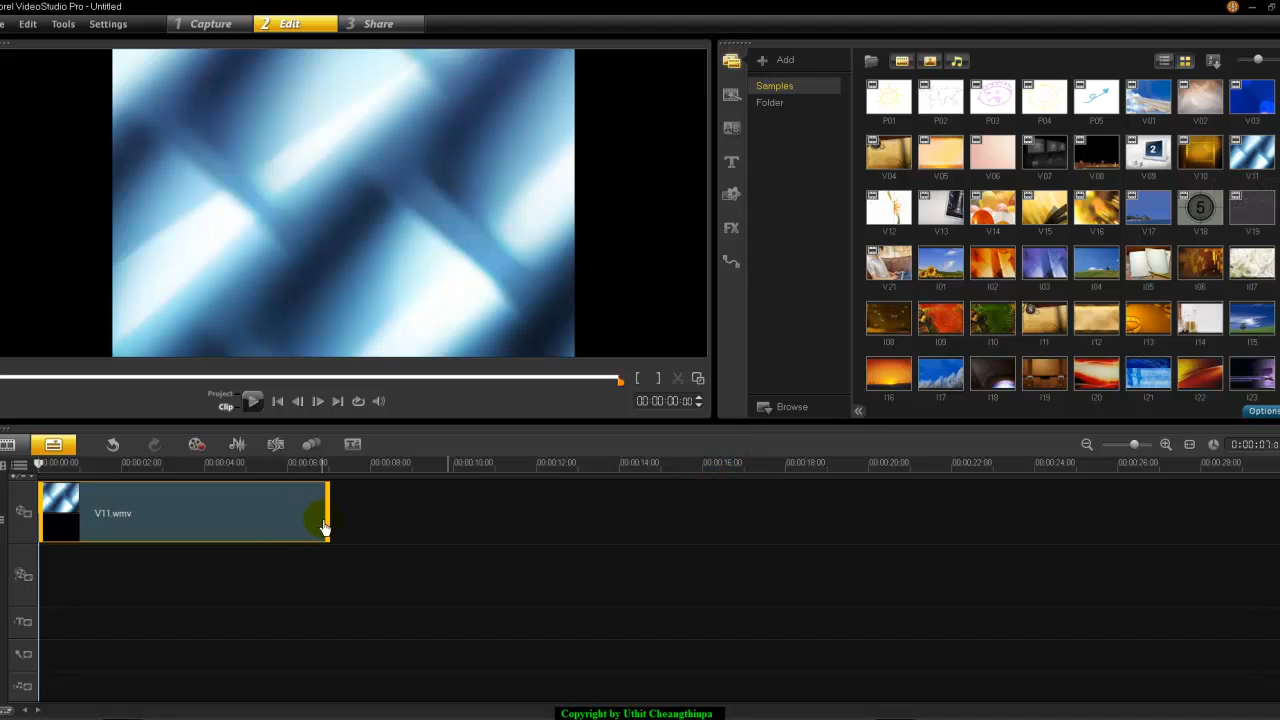 orel VideoStudio Pro - Untitled
Edit Tools Settings
1 Capture 2 Edit 3 Share
Add
Samples
Folder
P01 P02 P03 P04 P05 V01 V02 V03
V04 V05 V06 V07 V08 V09 V10 V11
V12 V13 V14 V15 V16 V17 V18 V19
V21 I01 I02 I03 I04 I05 I06 I07
I08 I09 I10 I11 I12 I13 I14 I15
I16 I17 I18 I19 I20 I21 I22 I23
Browse
Options
Project
Clip
00:00:00:00
0:00:07:0
00:00:00:00 00:00:02:00 00:00:04:00 00:00:06:0 00:00:08:00 00:00:10:00 00:00:12:00 00:00:14:00 00:00:16:00 00:00:18:00 00:00:20:00 00:00:22:00 00:00:24:00 00:00:26:00 00:00:28:00
V11.wmv
Copyright by Uthit Cheangthinpa